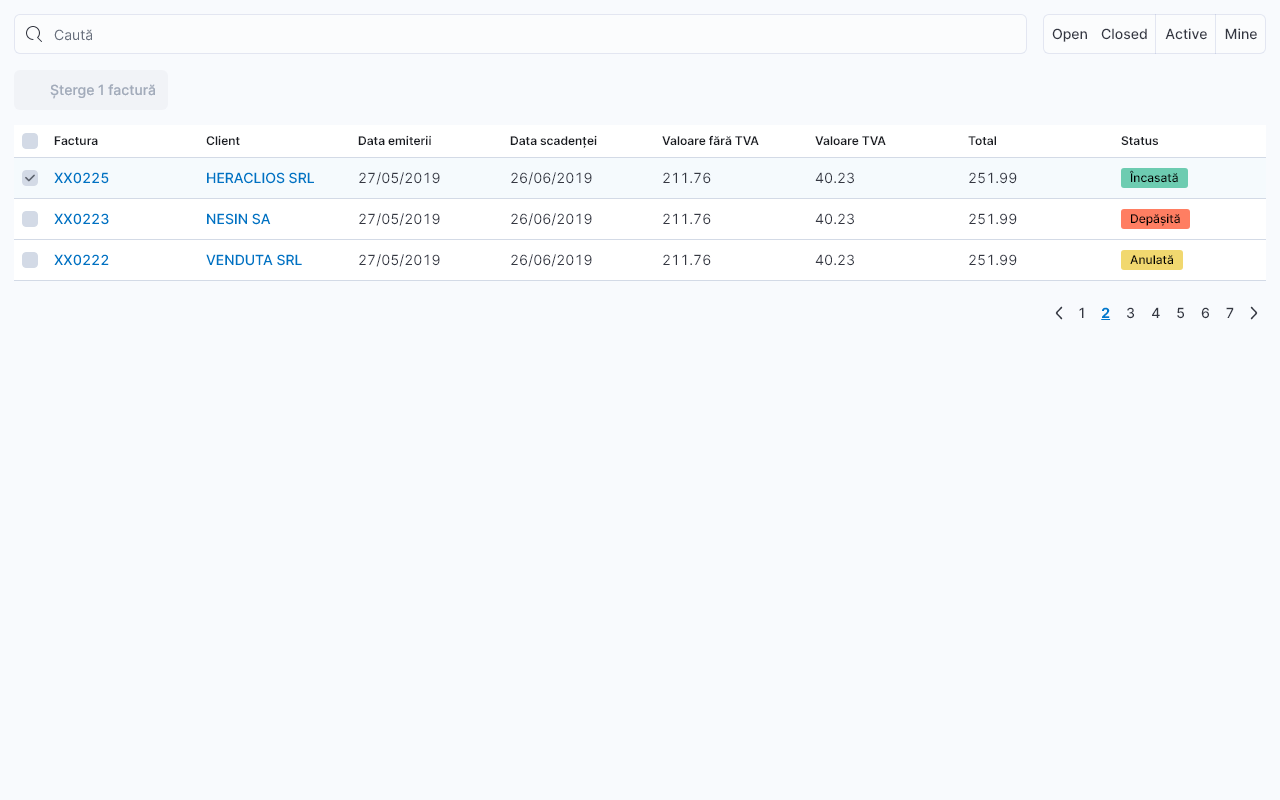 Caută Open Closed Active Mine
Șterge 1 factură
Factura Client Data emiterii Data scadenței Valoare fără TVA Valoare TVA Total Status
XX0225 HERACLIOS SRL 27/05/2019 26/06/2019 211.76 40.23 251.99 Încasată
XX0223 NESIN SA 27/05/2019 26/06/2019 211.76 40.23 251.99 Depășită
XX0222 VENDUTA SRL 27/05/2019 26/06/2019 211.76 40.23 251.99 Anulată
1 2 3 4 5 6 7